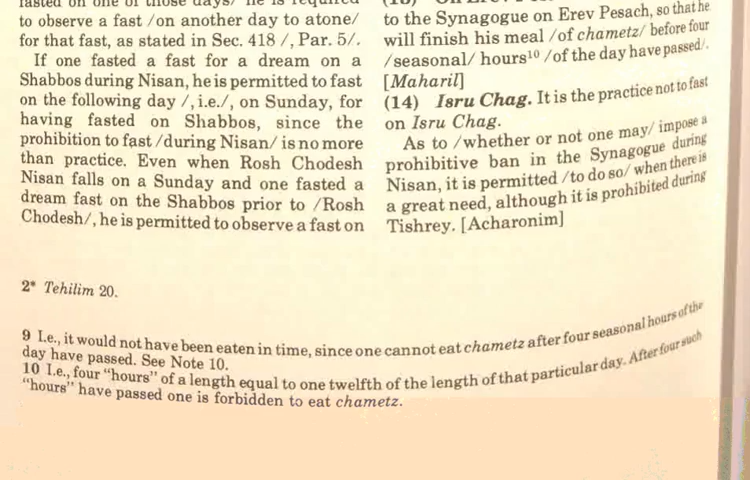 fasted on one of those days/ he is required
to observe a fast /on another day to atone/
for that fast, as stated in Sec. 418 /, Par. 5/.
If one fasted a fast for a dream on a
Shabbos during Nisan, he is permitted to fast
on the following day /, i.e./, on Sunday, for
having fasted on Shabbos, since the
prohibition to fast /during Nisan/ is no more
than practice. Even when Rosh Chodesh
Nisan falls on a Sunday and one fasted a
dream fast on the Shabbos prior to /Rosh
Chodesh/, he is permitted to observe a fast on
to the Synagogue on Erev Pesach, so that he
will finish his meal /of chametz/ before four
/seasonal/ hours¹⁰ /of the day have passed/.
[Maharil]
(14) Isru Chag. It is the practice not to fast
on Isru Chag.
As to /whether or not one may/ impose a
prohibitive ban in the Synagogue during
Nisan, it is permitted /to do so/ when there is
a great need, although it is prohibited during
Tishrey. [Acharonim]
2* Tehilim 20.
9 I.e., it would not have been eaten in time, since one cannot eat chametz after four seasonal hours of the
day have passed. See Note 10.
10 I.e., four "hours" of a length equal to one twelfth of the length of that particular day. After four such
"hours" have passed one is forbidden to eat chametz.